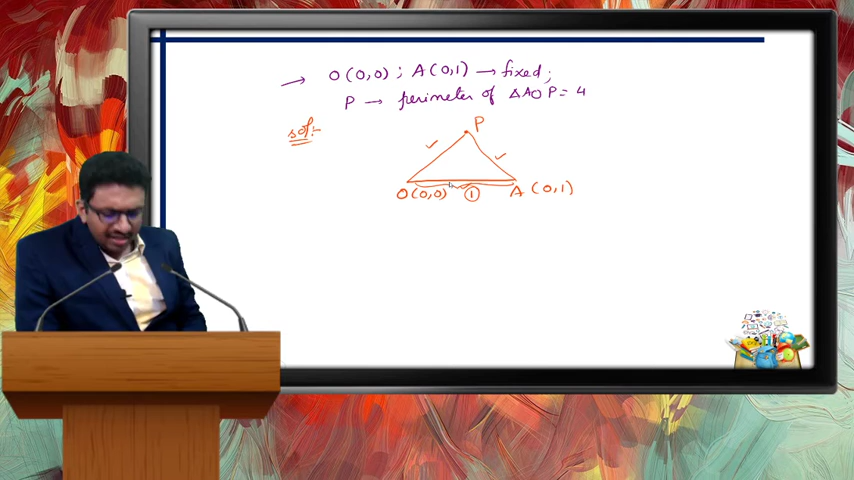 → O (0,0) ; A (0,1) → fixed ;
P → perimeter of ΔAOP = 4
sol:-
P
O (0,0) 1 A (0,1)